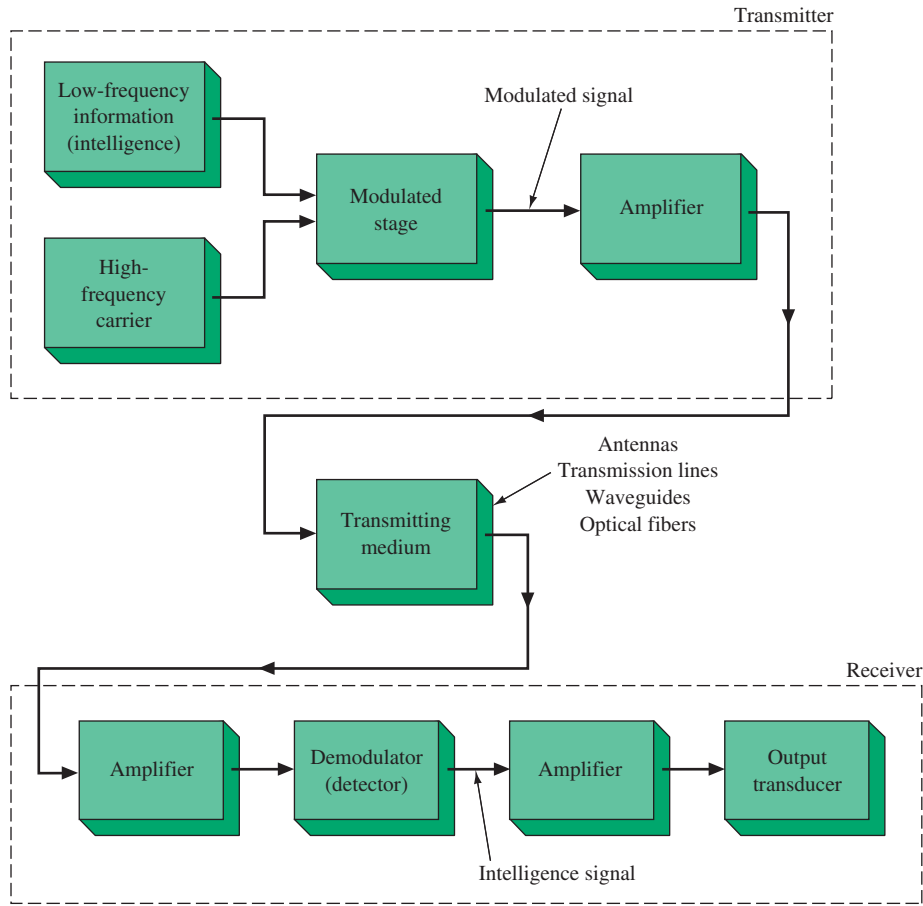 Transmitter
Low-frequency
information
(intelligence)
High-
frequency
carrier
Modulated
stage
Modulated signal
Amplifier
Antennas
Transmission lines
Waveguides
Optical fibers
Transmitting
medium
Receiver
Amplifier
Demodulator
(detector)
Intelligence signal
Amplifier
Output
transducer